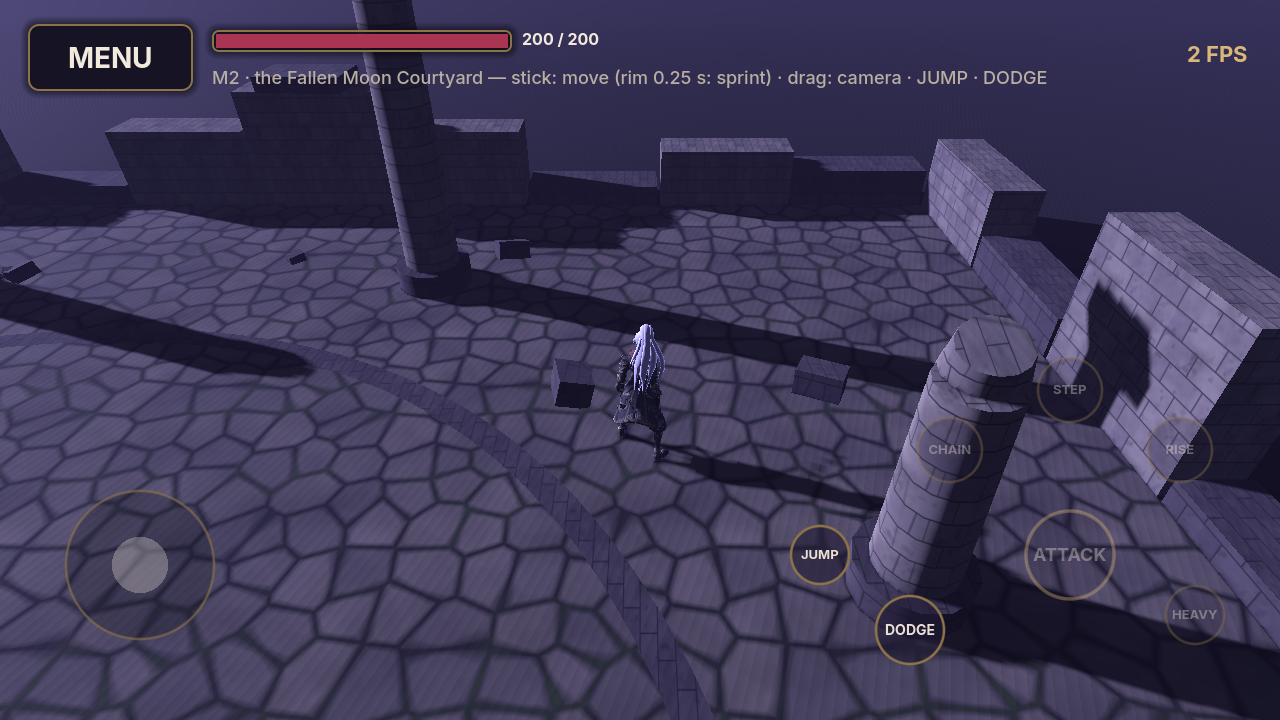 MENU
200 / 200
2 FPS
M2 · the Fallen Moon Courtyard — stick: move (rim 0.25 s: sprint) · drag: camera · JUMP · DODGE
STEP
CHAIN
RISE
JUMP
ATTACK
HEAVY
DODGE